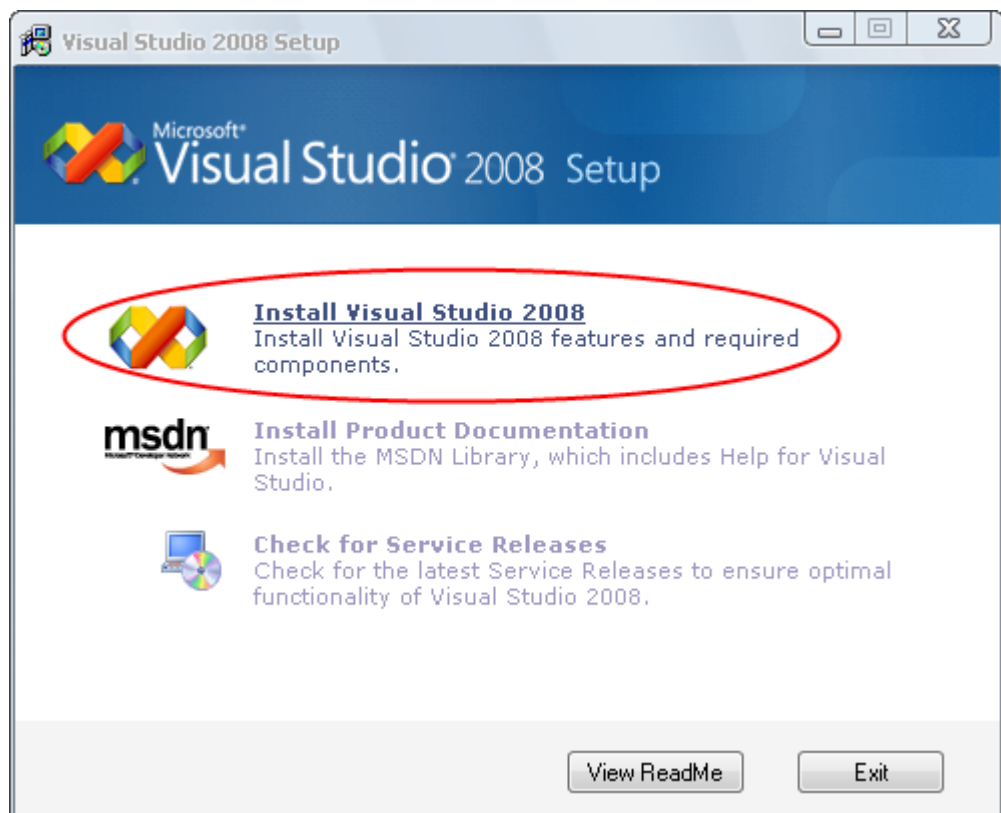 Visual Studio 2008 Setup
Microsoft®
Visual Studio® 2008 Setup
Install Visual Studio 2008
Install Visual Studio 2008 features and required
components.
msdn
Install Product Documentation
Install the MSDN Library, which includes Help for Visual
Studio.
Check for Service Releases
Check for the latest Service Releases to ensure optimal
functionality of Visual Studio 2008.
View ReadMe
Exit